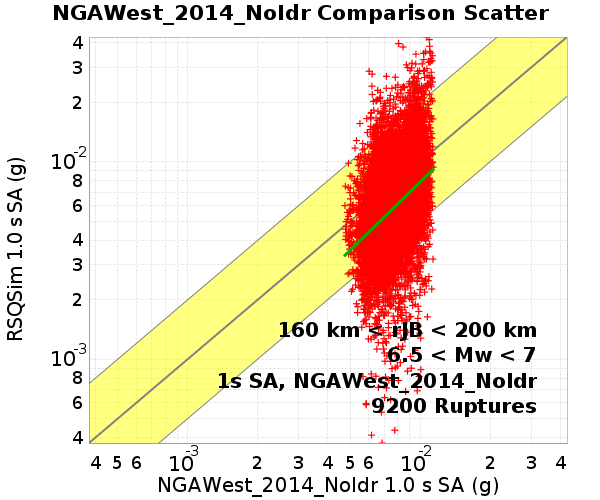 NGAWest_2014_NoIdr Comparison Scatter
RSQSim 1.0 s SA (g)
4
3
2
10-2
8
6
4
3
2
10-3
8
6
4
160 km < rJB < 200 km
6.5 < Mw < 7
1s SA, NGAWest_2014_NoIdr
9200 Ruptures
4 5 6 10-3 2 3 4 5 6 10-2 2 3 4
NGAWest_2014_NoIdr 1.0 s SA (g)